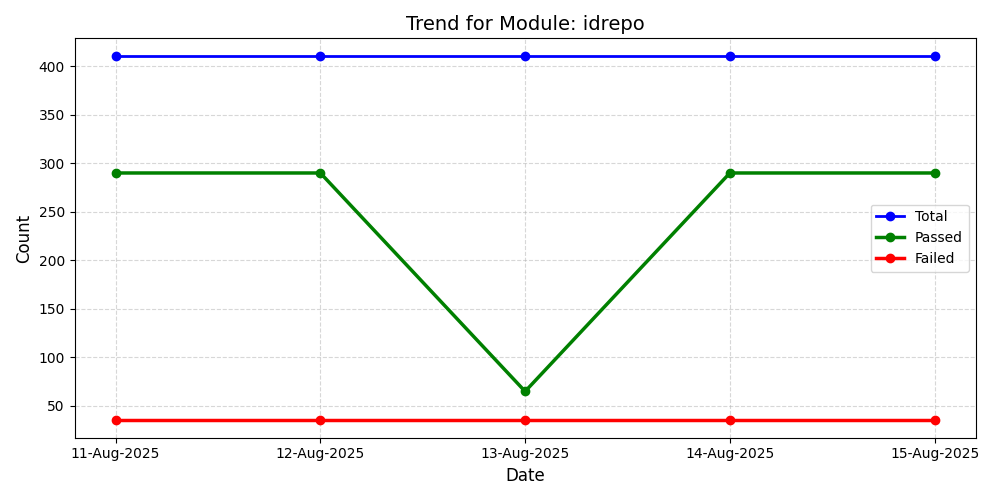 Trend for Module: idrepo
Count
400
350
300
250
200
150
100
50
Total
Passed
Failed
11-Aug-2025
12-Aug-2025
13-Aug-2025
14-Aug-2025
15-Aug-2025
Date